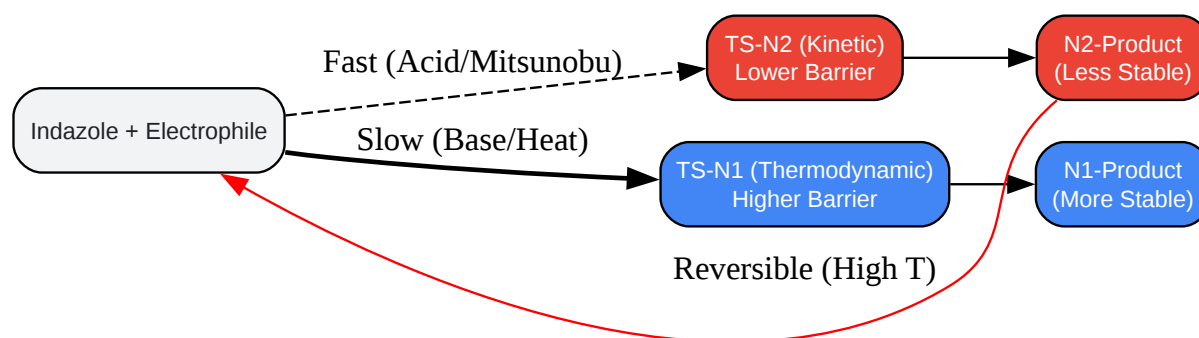 Indazole + Electrophile
Fast (Acid/Mitsunobu)
Slow (Base/Heat)
TS-N2 (Kinetic)
Lower Barrier
N2-Product
(Less Stable)
TS-N1 (Thermodynamic)
Higher Barrier
N1-Product
(More Stable)
Reversible (High T)